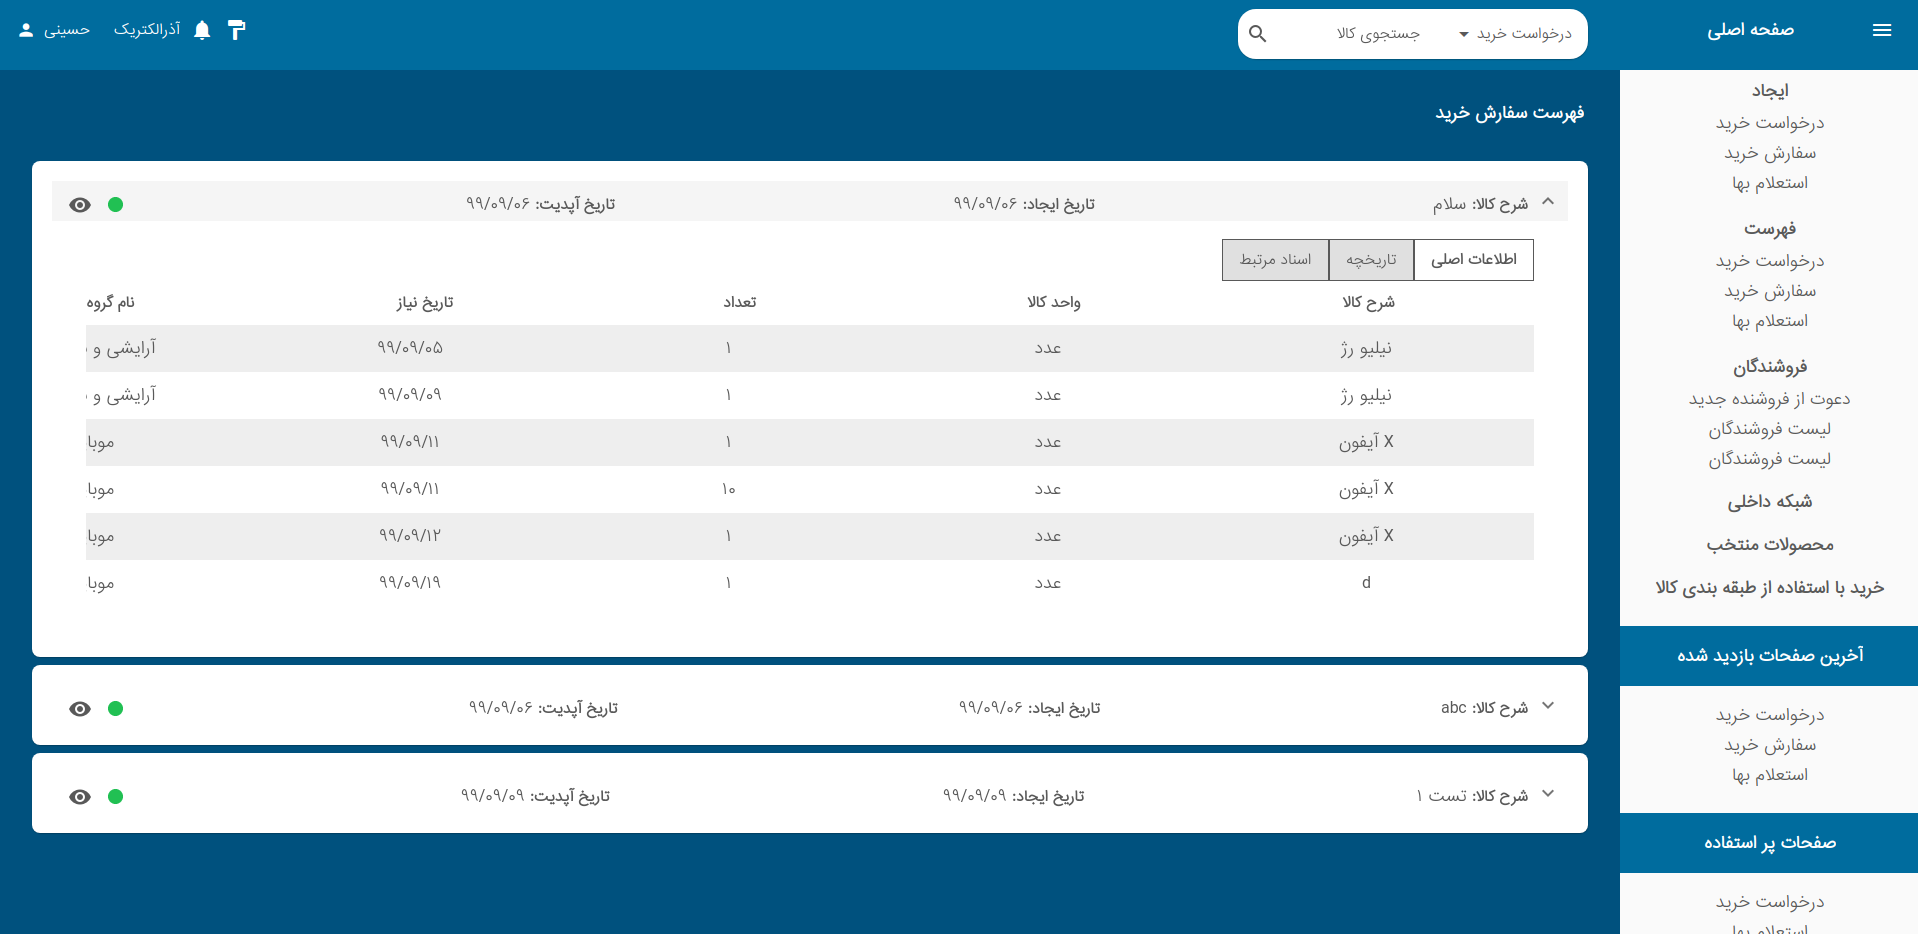 صفحه اصلی
درخواست خرید
جستجوی کالا
آذرالکتریک
حسینی
ایجاد
درخواست خرید
سفارش خرید
استعلام بها
فهرست
درخواست خرید
سفارش خرید
استعلام بها
فروشندگان
دعوت از فروشنده جدید
لیست فروشندگان
لیست فروشندگان
شبکه داخلی
محصولات منتخب
خرید با استفاده از طبقه بندی کالا
آخرین صفحات بازدید شده
درخواست خرید
سفارش خرید
استعلام بها
صفحات پر استفاده
درخواست خرید
استعلام بها
فهرست سفارش خرید
شرح کالا: سلام تاریخ ایجاد: ۹۹/۰۹/۰۶ تاریخ آپدیت: ۹۹/۰۹/۰۶
اطلاعات اصلی تاریخچه اسناد مرتبط
شرح کالا واحد کالا تعداد تاریخ نیاز نام گروه
نیلیو رژ عدد ۱ ۹۹/۰۹/۰۵ آرایشی و
نیلیو رژ عدد ۱ ۹۹/۰۹/۰۹ آرایشی و
آیفون X عدد ۱ ۹۹/۰۹/۱۱ موبا
آیفون X عدد ۱۰ ۹۹/۰۹/۱۱ موبا
آیفون X عدد ۱ ۹۹/۰۹/۱۲ موبا
d عدد ۱ ۹۹/۰۹/۱۹ موبا
شرح کالا: abc تاریخ ایجاد: ۹۹/۰۹/۰۶ تاریخ آپدیت: ۹۹/۰۹/۰۶
شرح کالا: تست ۱ تاریخ ایجاد: ۹۹/۰۹/۰۹ تاریخ آپدیت: ۹۹/۰۹/۰۹